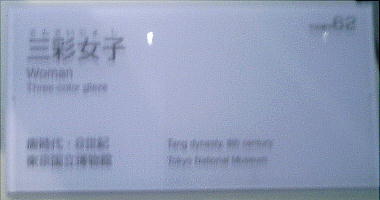 三彩女子
Woman
Three-color glaze
唐時代・8世紀
Tang dynasty, 8th century
東京国立博物館
Tokyo National Museum